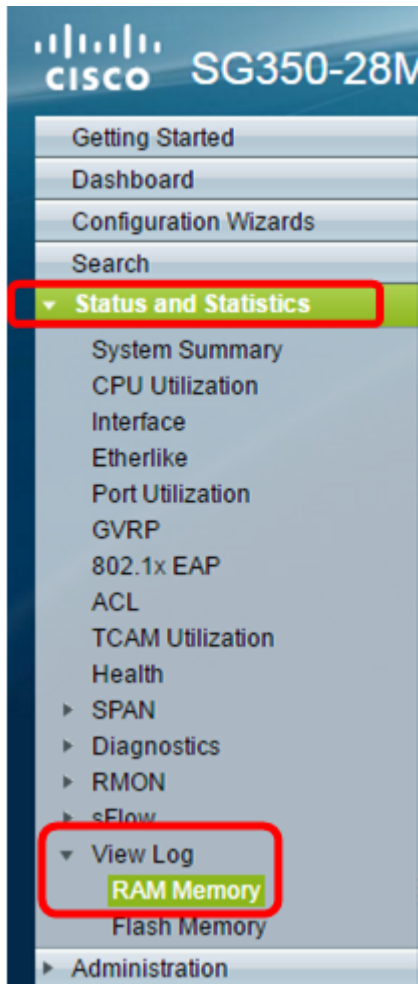 CISCO SG350-28M
Getting Started
Dashboard
Configuration Wizards
Search
Status and Statistics
System Summary
CPU Utilization
Interface
Etherlike
Port Utilization
GVRP
802.1x EAP
ACL
TCAM Utilization
Health
SPAN
Diagnostics
RMON
sFlow
View Log
RAM Memory
Flash Memory
Administration